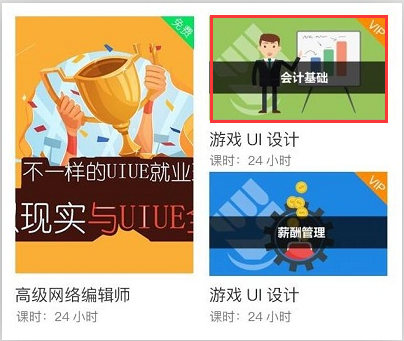 免费
不一样的UIUE就业
现实与UIUE
高级网络编辑师
课时：24 小时
VIP
会计基础
游戏 UI 设计
课时：24 小时
VIP
薪酬管理
游戏 UI 设计
课时：24 小时